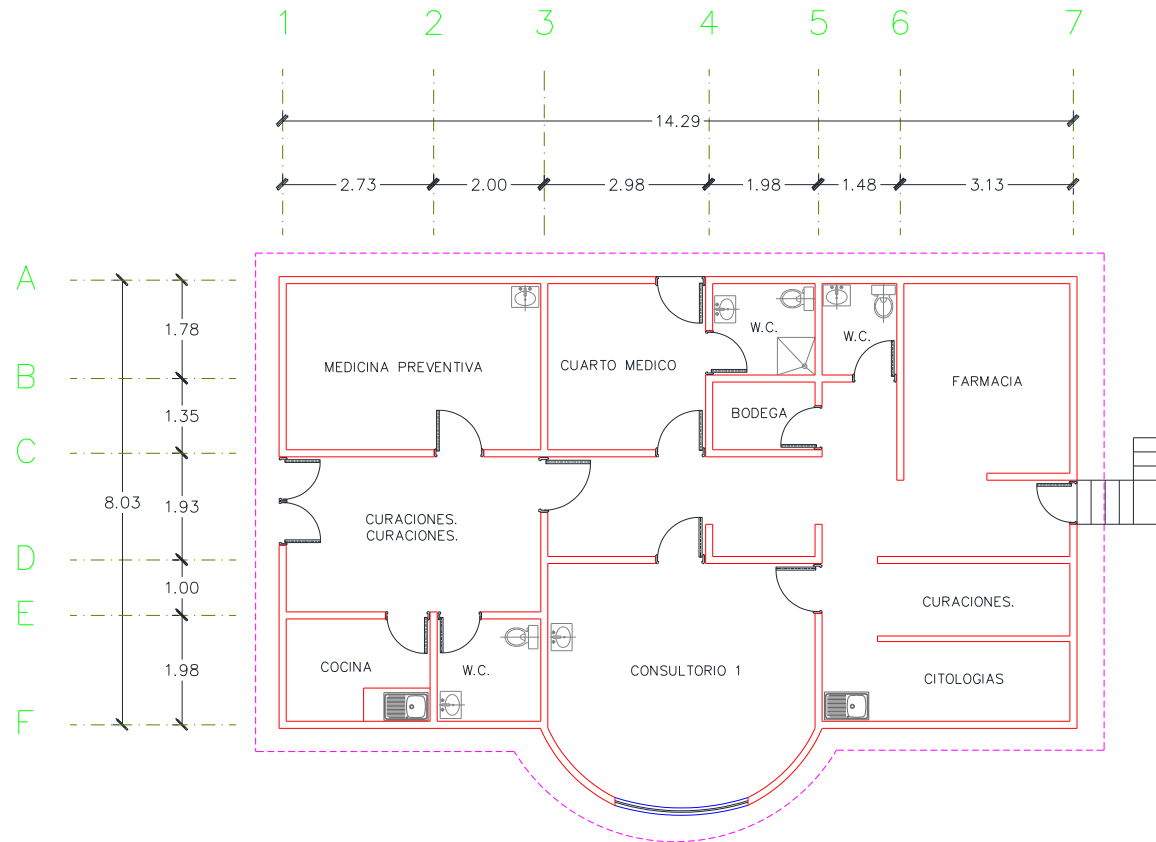 1 2 3 4 5 6 7
14.29
2.73 2.00 2.98 1.98 1.48 3.13
A
B
C
D
E
F
8.03
1.78
1.35
1.93
1.00
1.98
MEDICINA PREVENTIVA
CUARTO MEDICO
W.C.
W.C.
FARMACIA
BODEGA
CURACIONES.
CURACIONES.
CURACIONES.
COCINA
W.C.
CONSULTORIO 1
CITOLOGIAS